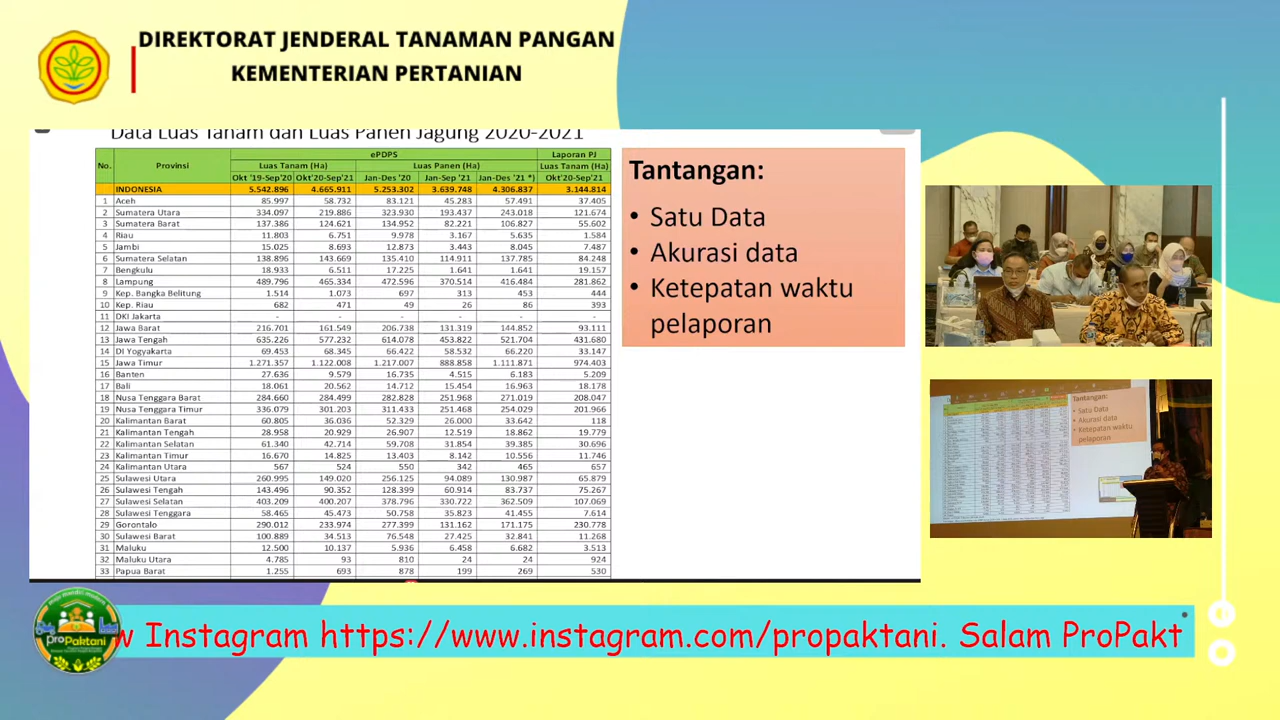 DIREKTORAT JENDERAL TANAMAN PANGAN
KEMENTERIAN PERTANIAN
Data Luas Tanam dan Luas Panen Jagung 2020-2021
No. Provinsi ePDPS Laporan PJ
Luas Tanam (Ha) Luas Panen (Ha) Luas Tanam (Ha)
Okt '19-Sep'20 Okt'20-Sep'21 Jan-Des '20 Jan-Sep '21 Jan-Des '21 *) Okt'20-Sep'21
INDONESIA 5.542.896 4.665.911 5.253.302 3.639.748 4.306.837 3.144.814
1 Aceh 85.997 58.732 83.121 45.283 57.491 37.405
2 Sumatera Utara 334.097 219.886 323.930 193.437 243.018 121.674
3 Sumatera Barat 137.386 124.621 134.952 82.221 106.827 55.602
4 Riau 11.803 6.751 9.978 3.167 5.635 1.584
5 Jambi 15.025 8.693 12.873 3.443 8.045 7.487
6 Sumatera Selatan 138.896 143.669 135.410 114.911 137.785 84.248
7 Bengkulu 18.933 6.511 17.225 1.641 1.641 19.157
8 Lampung 489.796 465.334 472.596 370.514 416.484 281.862
9 Kep. Bangka Belitung 1.514 1.073 697 313 453 444
10 Kep. Riau 682 471 49 26 86 393
11 DKI Jakarta - - - - - -
12 Jawa Barat 216.701 161.549 206.738 131.319 144.852 93.111
13 Jawa Tengah 635.226 577.232 614.078 453.822 521.704 431.680
14 DI Yogyakarta 69.453 68.345 66.422 58.532 66.220 33.147
15 Jawa Timur 1.271.357 1.122.008 1.217.007 888.858 1.111.871 974.403
16 Banten 27.636 9.579 16.735 4.515 6.183 5.209
17 Bali 18.061 20.562 14.712 15.454 16.963 18.178
18 Nusa Tenggara Barat 284.660 284.499 282.828 251.968 271.019 208.047
19 Nusa Tenggara Timur 336.079 301.203 311.433 251.468 254.029 201.966
20 Kalimantan Barat 60.805 36.036 52.329 26.000 33.642 118
21 Kalimantan Tengah 28.958 20.929 26.907 12.519 18.862 19.779
22 Kalimantan Selatan 61.340 42.714 59.708 31.854 39.385 30.696
23 Kalimantan Timur 16.670 14.825 13.403 8.142 10.556 11.746
24 Kalimantan Utara 567 524 550 342 465 657
25 Sulawesi Utara 260.995 149.020 256.125 94.089 130.987 65.879
26 Sulawesi Tengah 143.496 90.352 128.399 60.914 83.737 75.267
27 Sulawesi Selatan 403.209 400.207 378.796 330.722 362.509 107.069
28 Sulawesi Tenggara 58.465 45.473 50.758 35.823 41.455 7.614
29 Gorontalo 290.012 233.974 277.399 131.162 171.175 230.778
30 Sulawesi Barat 100.889 34.513 76.548 27.425 32.841 11.268
31 Maluku 12.500 10.137 5.936 6.458 6.682 3.513
32 Maluku Utara 4.785 93 810 24 24 924
33 Papua Barat 1.255 693 878 199 269 530
Tantangan:
• Satu Data
• Akurasi data
• Ketepatan waktu
pelaporan
Tantangan:
• Satu Data
• Akurasi data
• Ketepatan waktu
pelaporan
ProPaktani
w Instagram https://www.instagram.com/propaktani. Salam ProPakt